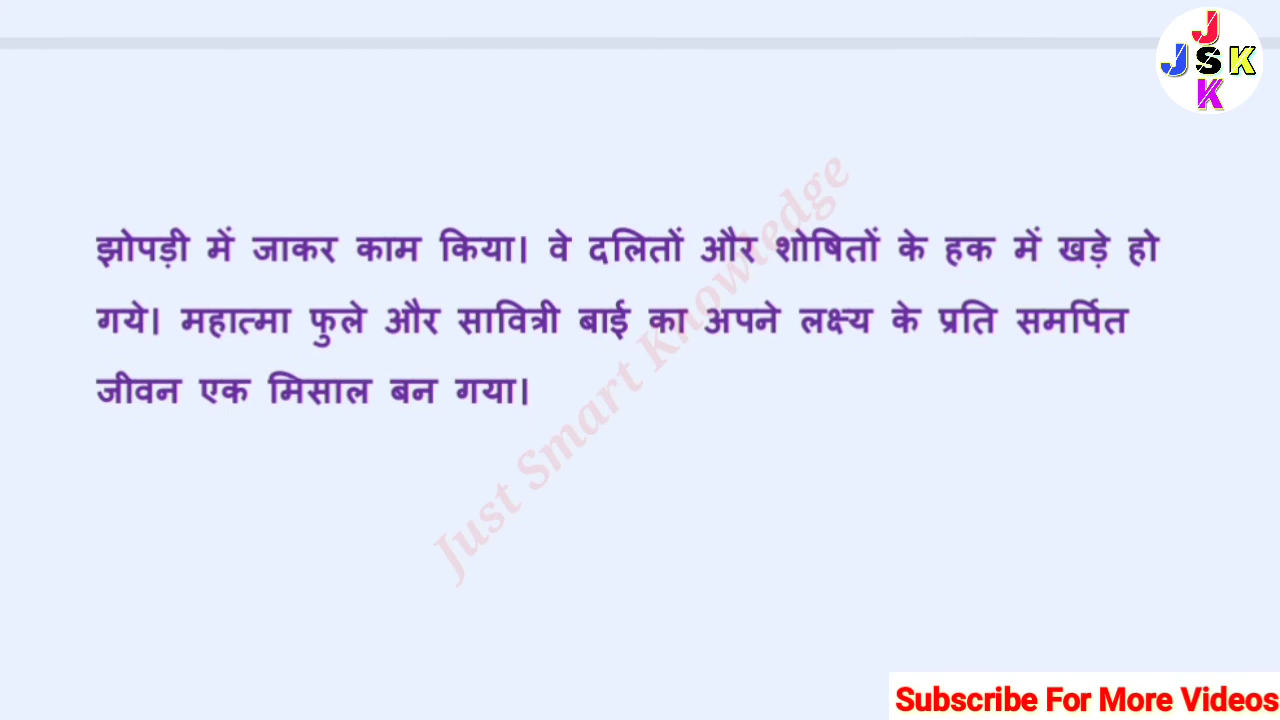 J
J S K
K
झोपड़ी में जाकर काम किया। वे दलितों और शोषितों के हक में खड़े हो
गये। महात्मा फुले और सावित्री बाई का अपने लक्ष्य के प्रति समर्पित
जीवन एक मिसाल बन गया।
Just Smart Knowledge
Subscribe For More Videos